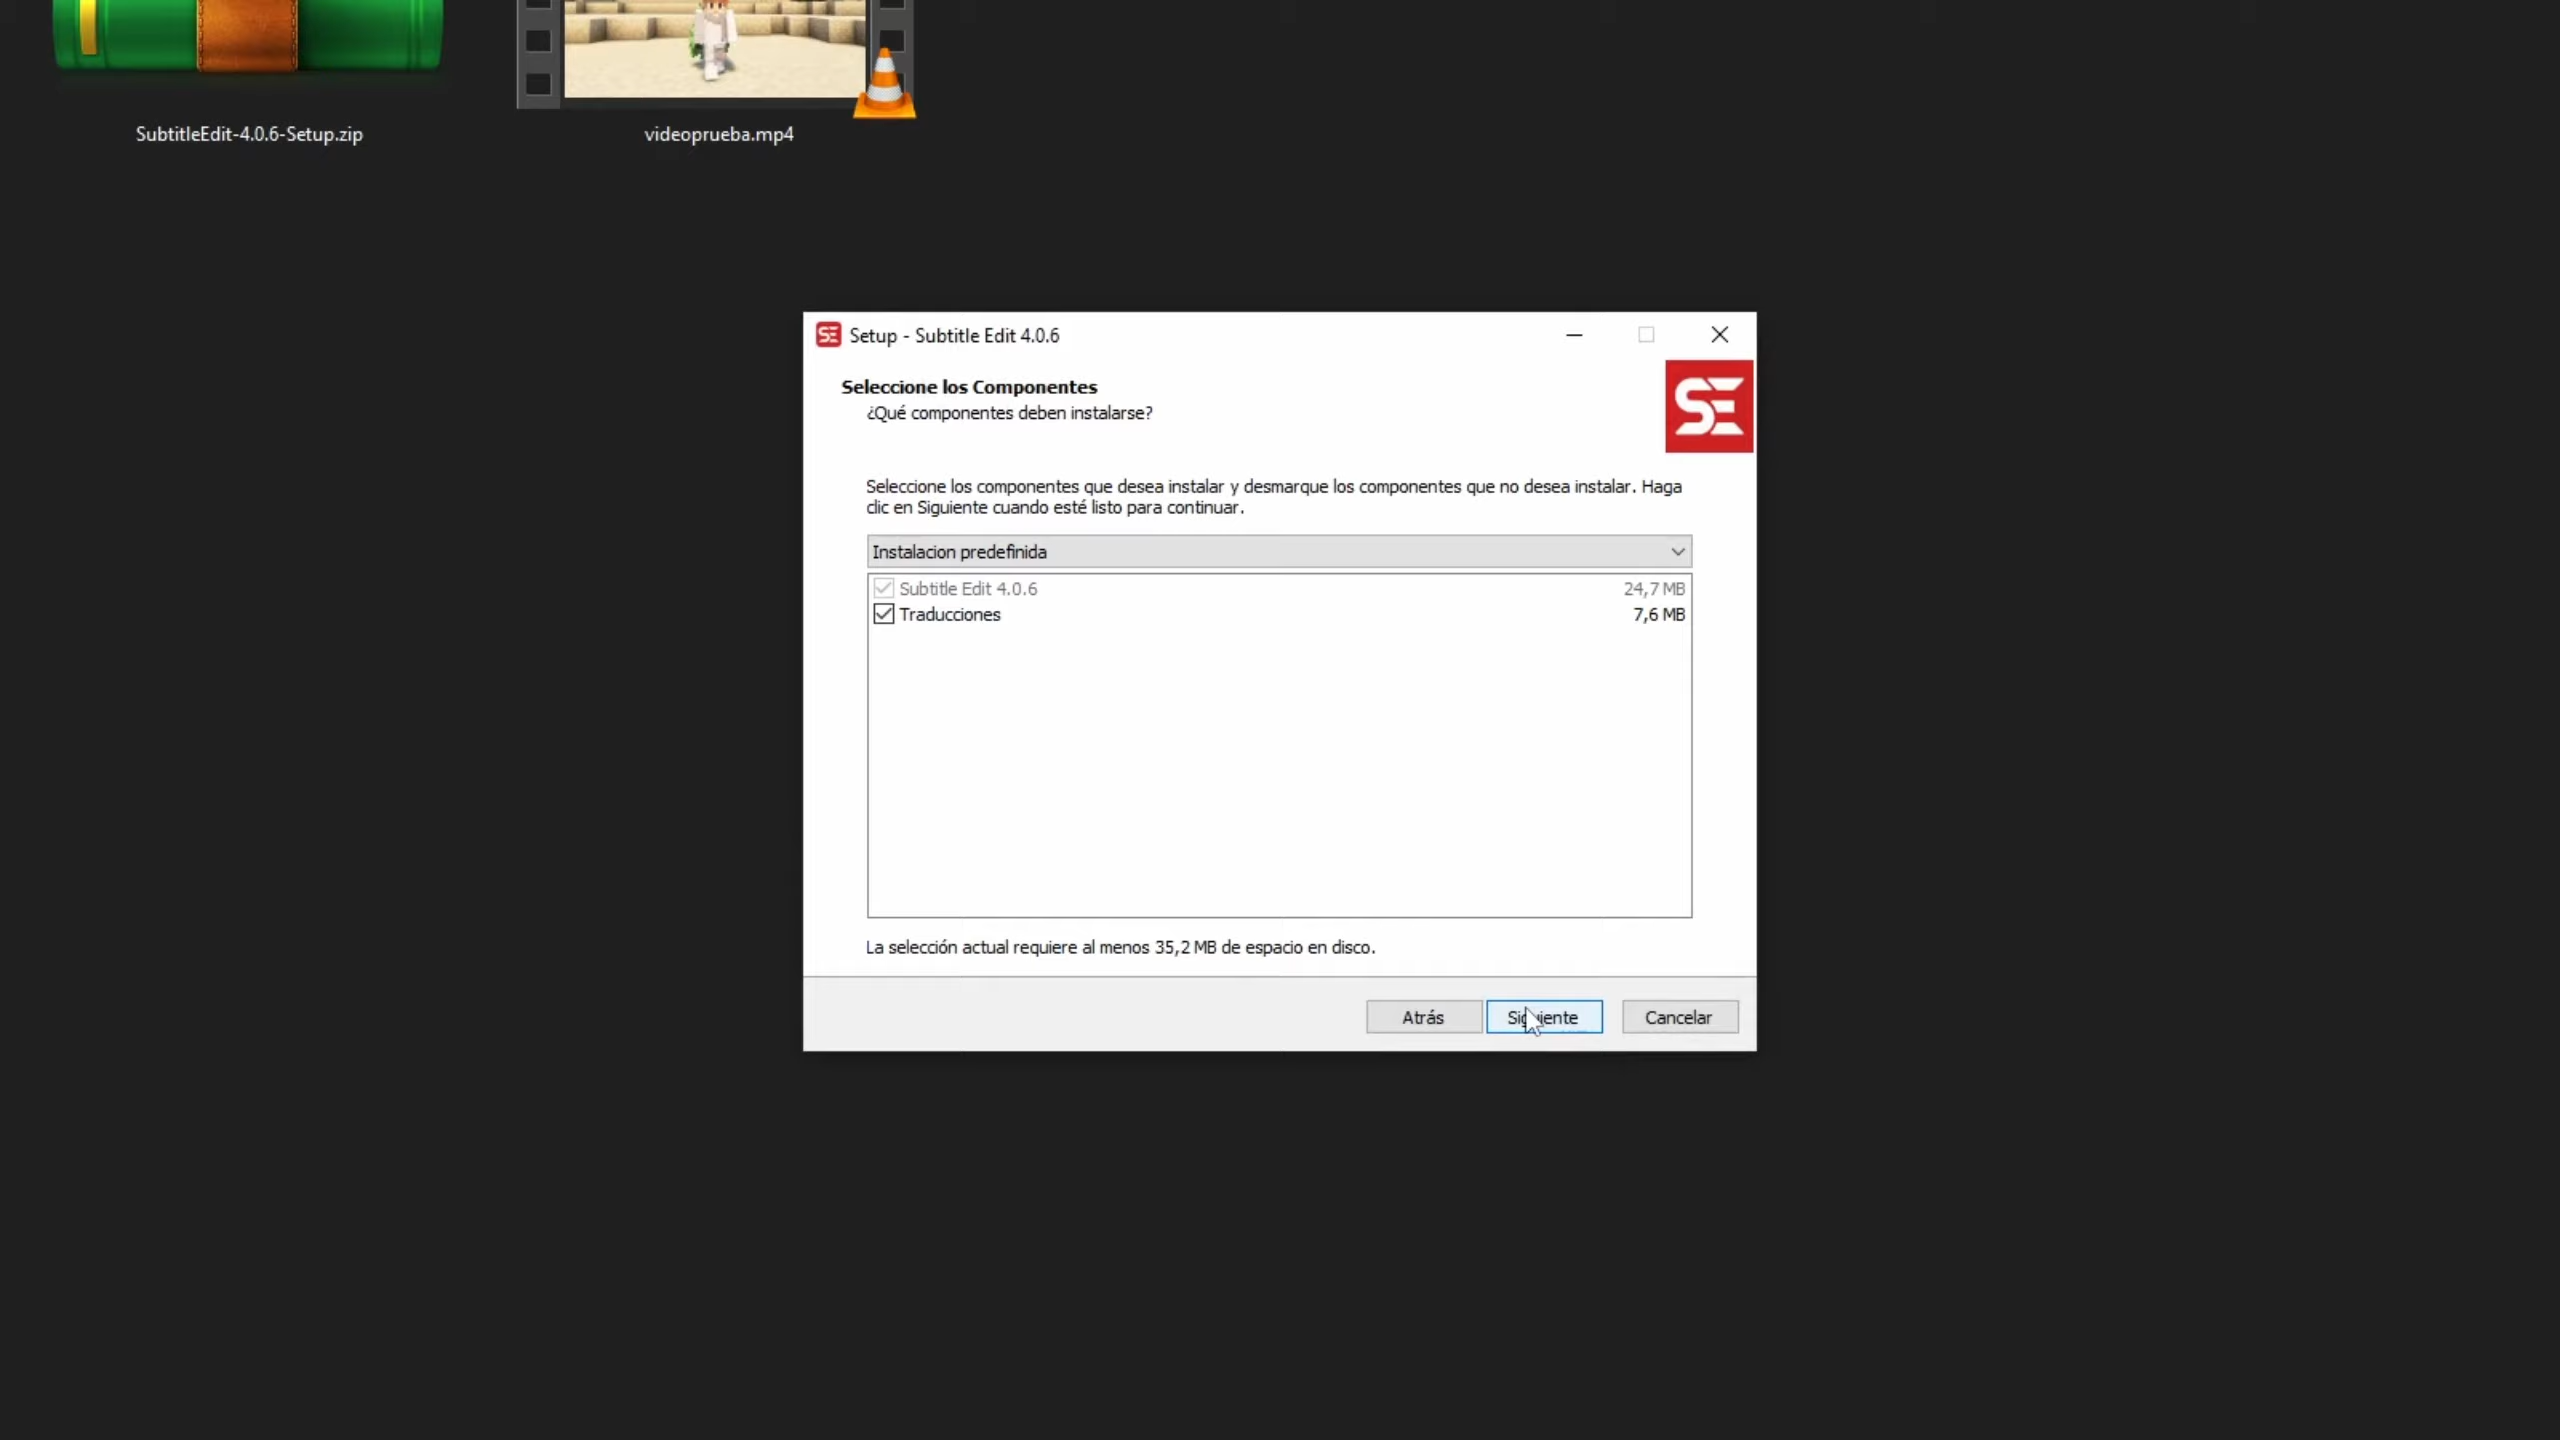 SubtitleEdit-4.0.6-Setup.zip
videoprueba.mp4
SE Setup - Subtitle Edit 4.0.6
Seleccione los Componentes
¿Qué componentes deben instalarse?
SE
Seleccione los componentes que desea instalar y desmarque los componentes que no desea instalar. Haga
clic en Siguiente cuando esté listo para continuar.
Instalacion predefinida
Subtitle Edit 4.0.6 24,7 MB
Traducciones 7,6 MB
La selección actual requiere al menos 35,2 MB de espacio en disco.
Atrás Siguiente Cancelar